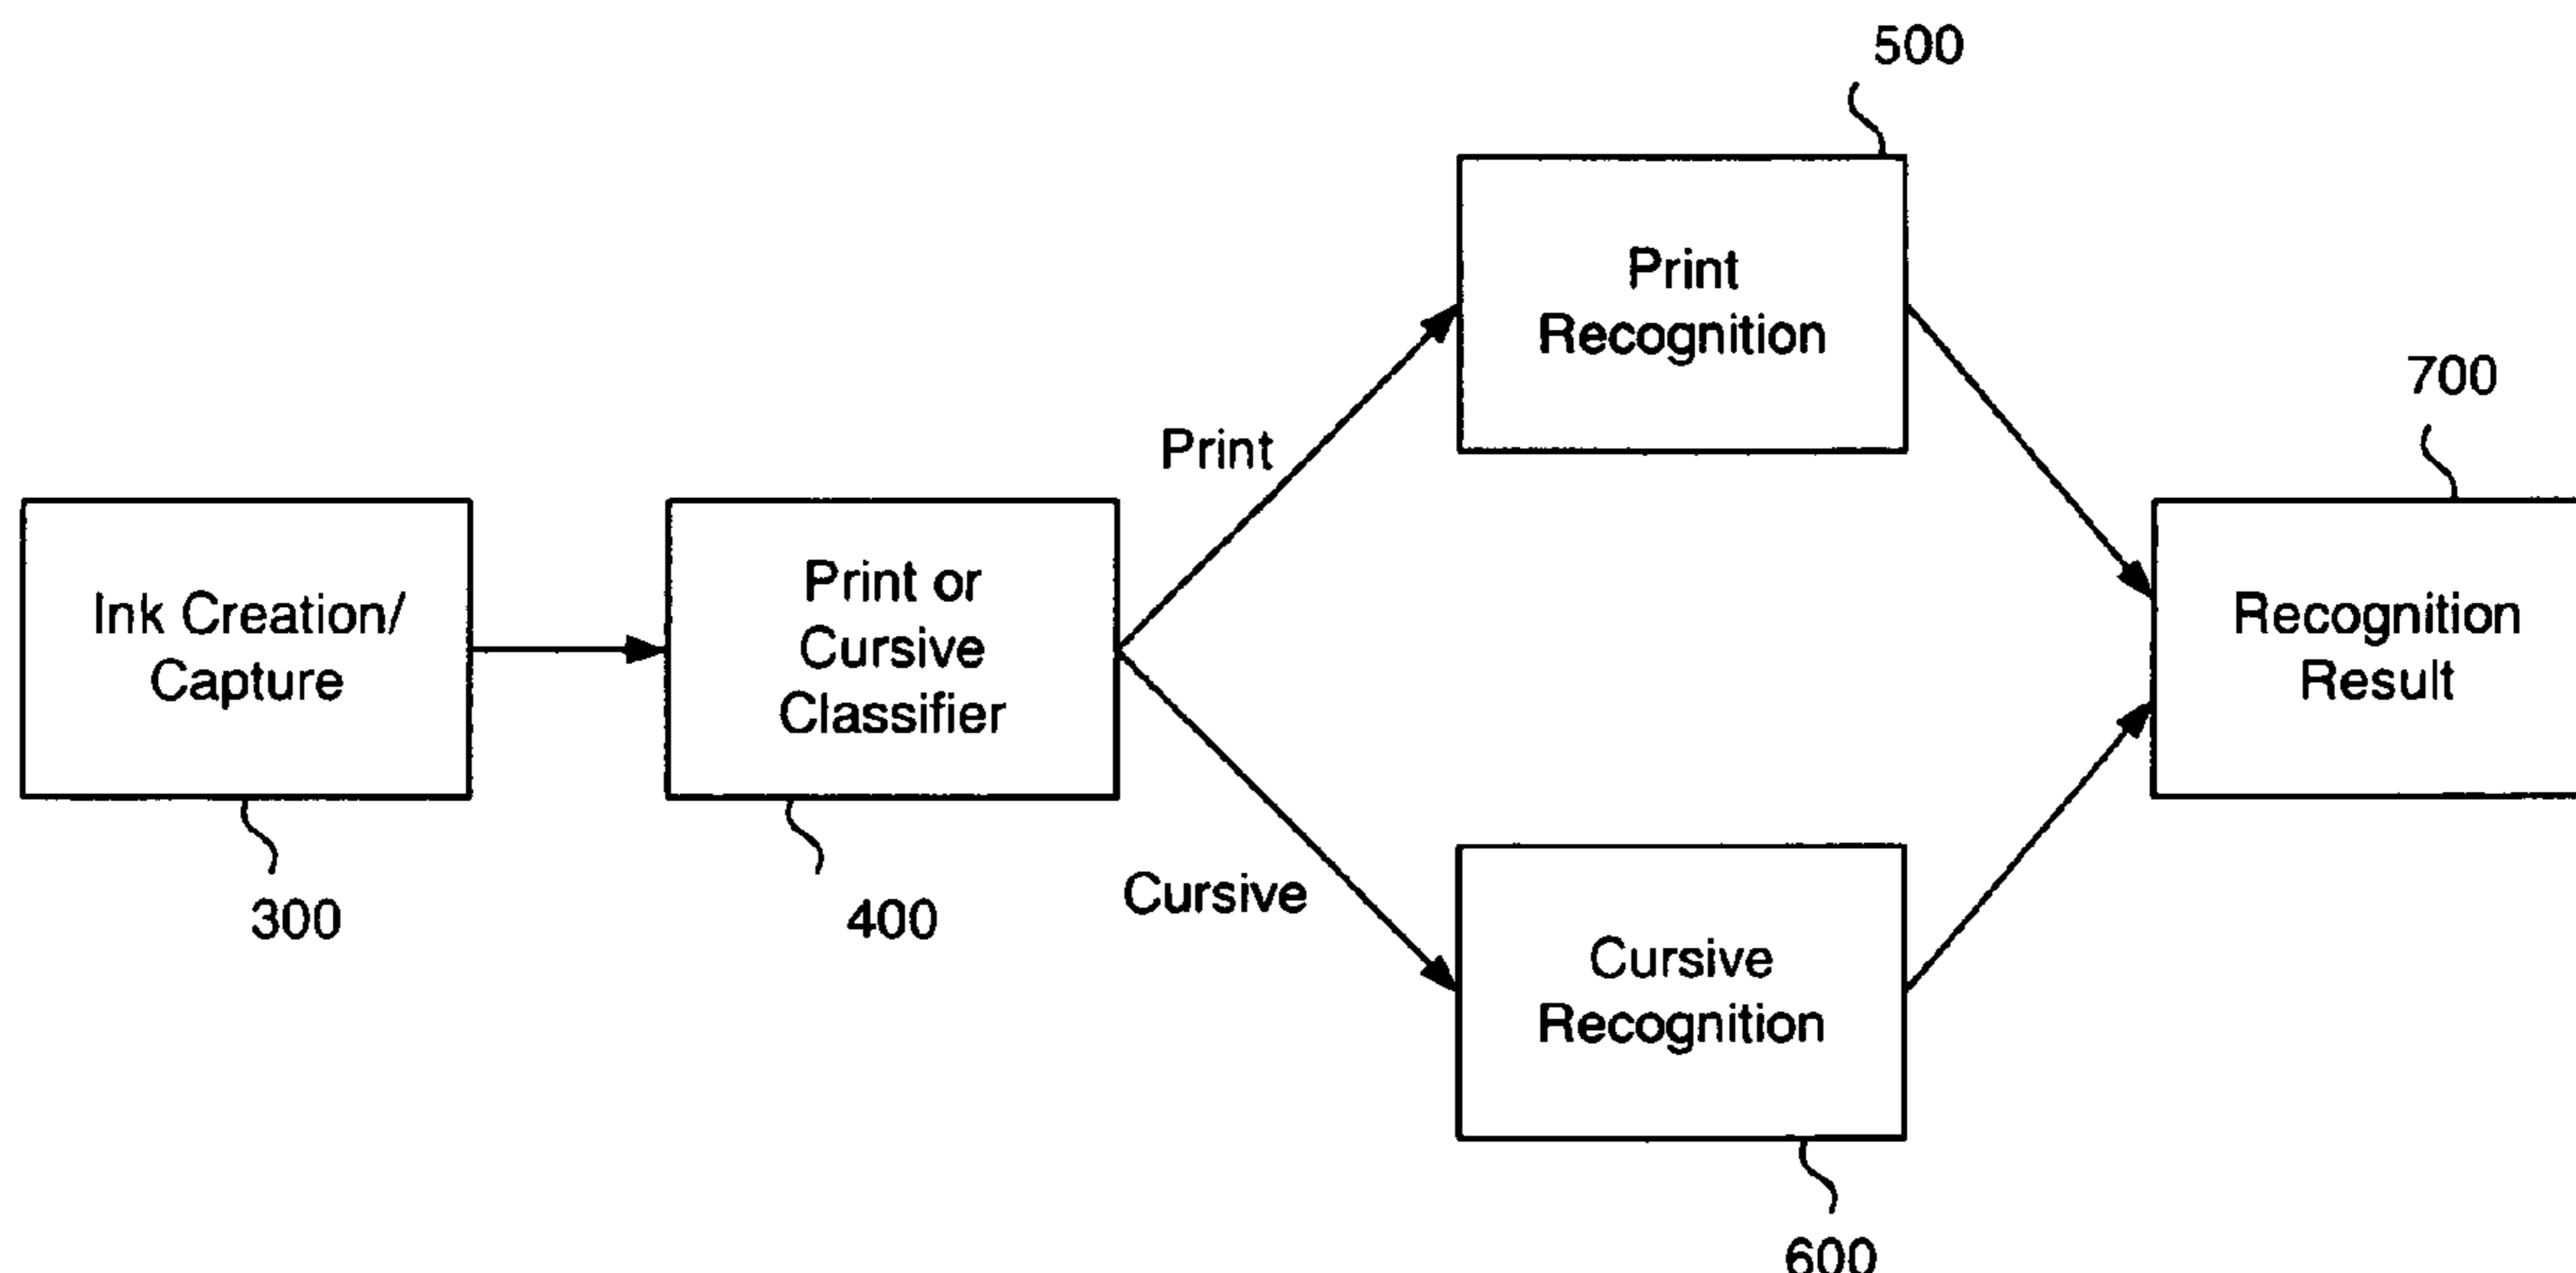 500
Print
Recognition
700
Print
Ink Creation/
Capture
Print or
Cursive
Classifier
Recognition
Result
300
400
Cursive
Cursive
Recognition
600